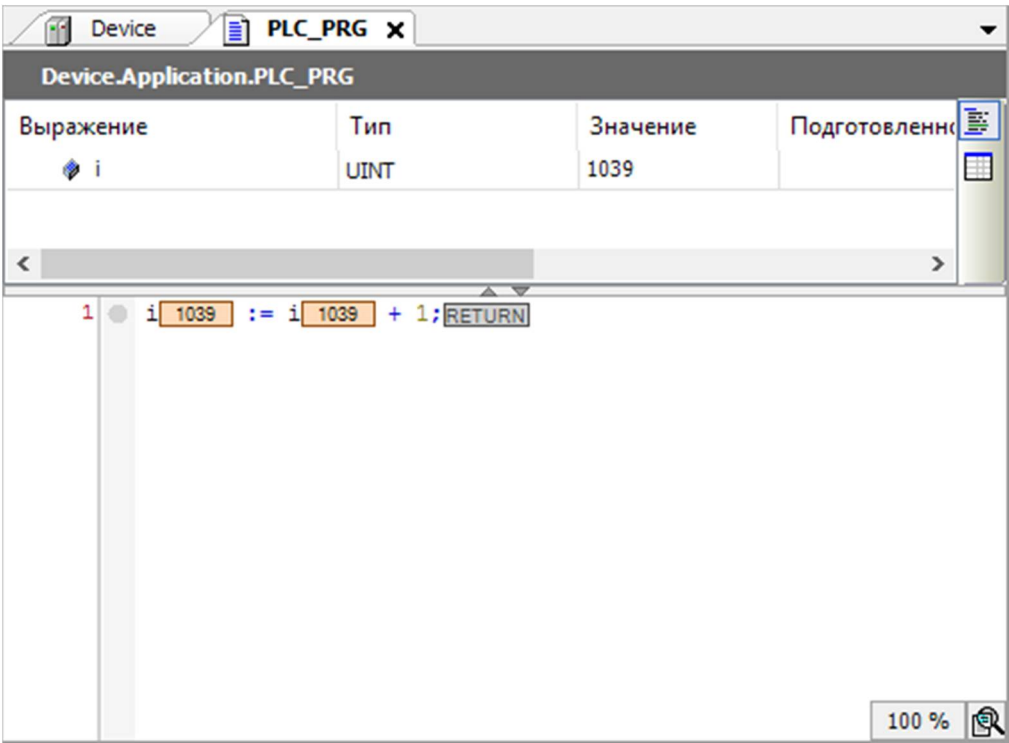 Device PLC_PRG
Device.Application.PLC_PRG
Выражение Тип Значение Подготовленно
i UINT 1039
1 i 1039 := i 1039 + 1;RETURN
100 %